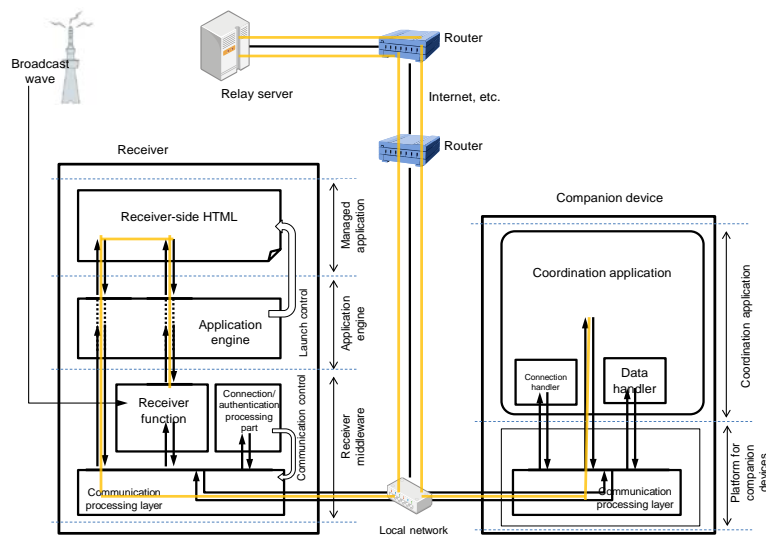 Broadcast
wave
Relay server
Router
Internet, etc.
Router
Receiver
Receiver-side HTML
Managed
application
Application
engine
Launch control
Application
engine
Receiver
function
Connection/
authentication
processing
part
Communication control
Receiver
middleware
Communication
processing layer
Local network
Companion device
Coordination application
Connection
handler
Data
handler
Coordination application
Communication
processing layer
Platform for
companion
devices